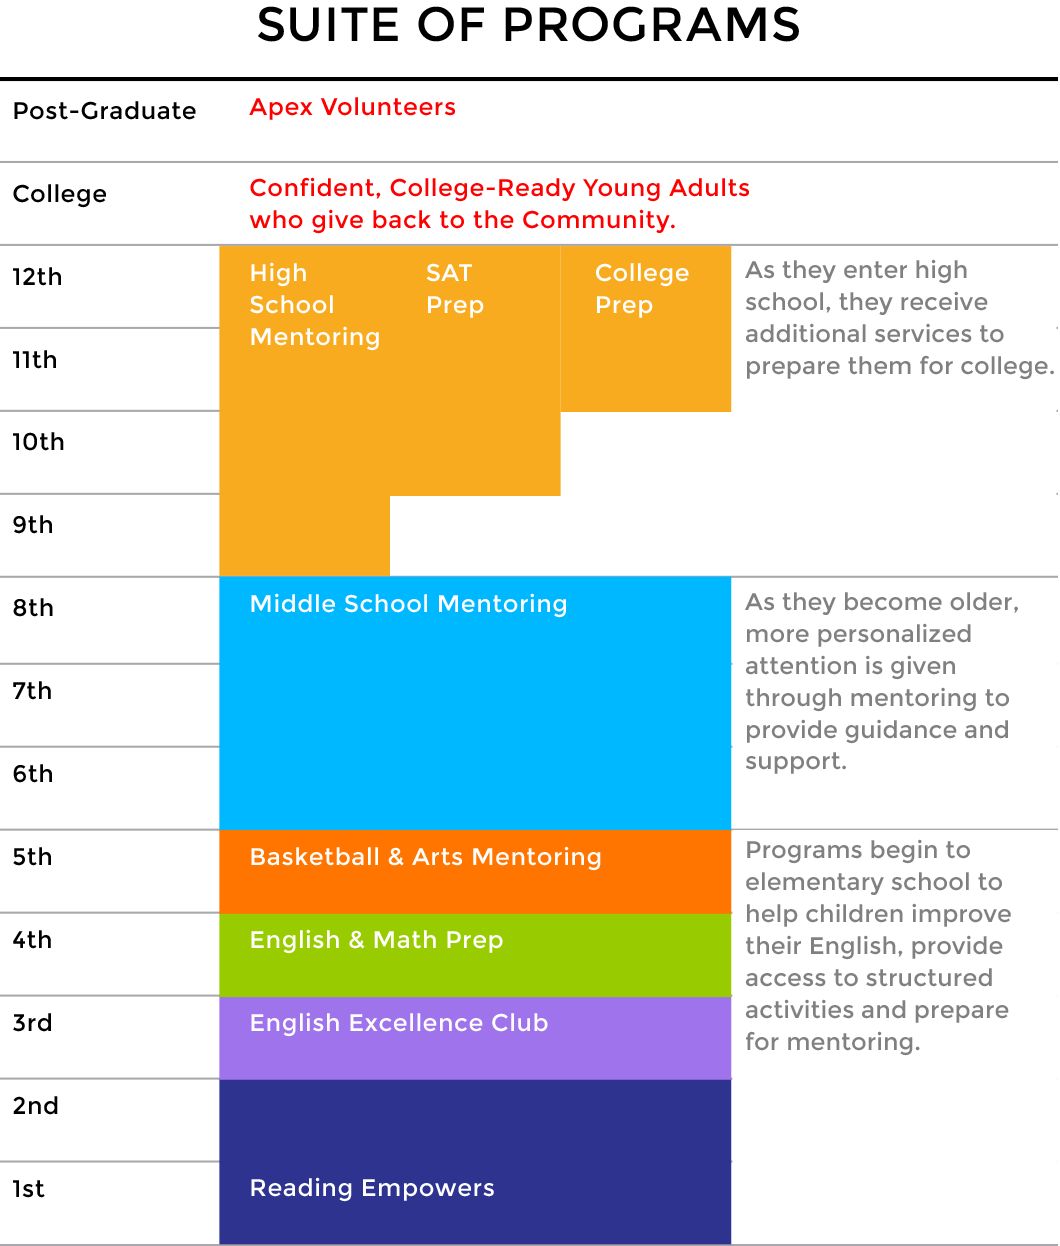 SUITE OF PROGRAMS
Post-Graduate
Apex Volunteers
College
Confident, College-Ready Young Adults
who give back to the Community.
12th
11th
10th
9th
High
School
Mentoring
SAT
Prep
College
Prep
As they enter high
school, they receive
additional services to
prepare them for college.
8th
7th
6th
Middle School Mentoring
As they become older,
more personalized
attention is given
through mentoring to
provide guidance and
support.
5th
Basketball & Arts Mentoring
4th
English & Math Prep
3rd
English Excellence Club
2nd
1st
Reading Empowers
Programs begin to
elementary school to
help children improve
their English, provide
access to structured
activities and prepare
for mentoring.